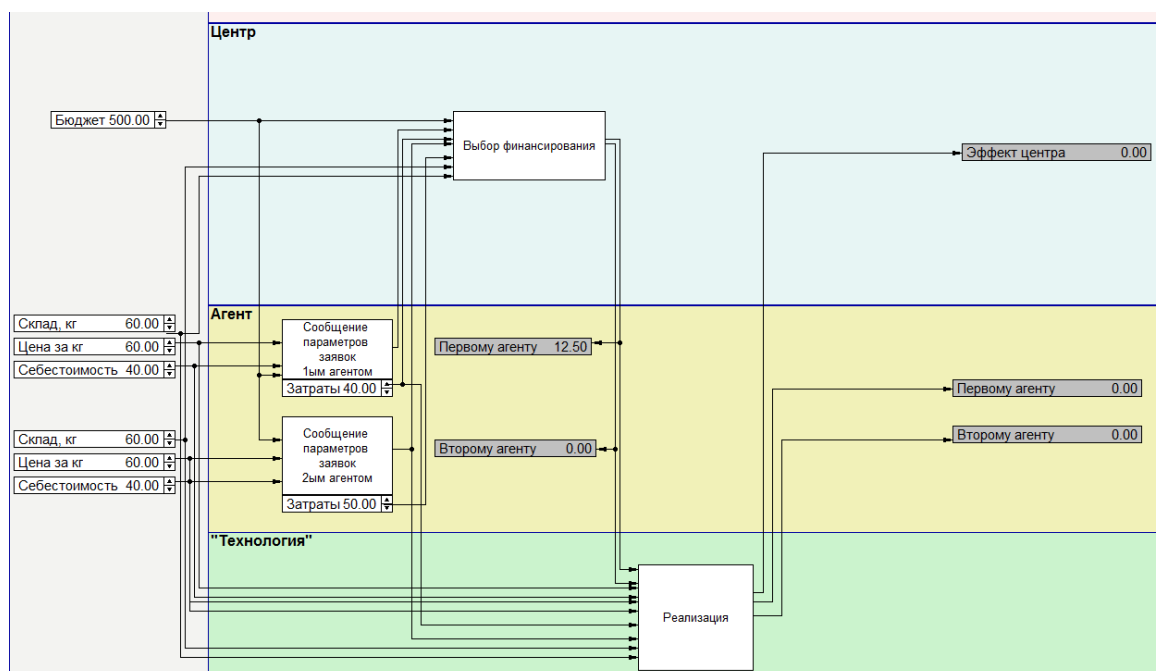 Центр
Бюджет 500.00
Выбор финансирования
Эффект центра 0.00
Агент
Склад, кг 60.00
Цена за кг 60.00
Себестоимость 40.00
Сообщение
параметров
заявок
1ым агентом
Затраты 40.00
Первому агенту 12.50
Первому агенту 0.00
Склад, кг 60.00
Цена за кг 60.00
Себестоимость 40.00
Сообщение
параметров
заявок
2ым агентом
Затраты 50.00
Второму агенту 0.00
Второму агенту 0.00
"Технология"
Реализация